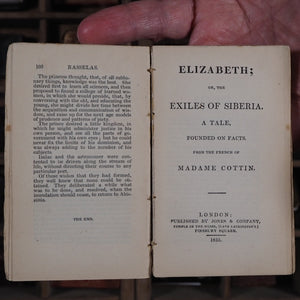 102 RASSELAS.
The princess thought, that, of all sublunary
things, knowledge was the best:
she desired first to learn all sciences, and then
proposed to found a college of learned women,
in which she would preside, that, by
conversing with the old, and educating the
young, she might divide her time between the
acquisition and communication of wisdom,
and raise up for the next age models
of prudence and patterns of piety.
The prince desired a little kingdom, in
which he might administer justice in his
own person, and see all the parts of government
with his own eyes; but he
could never fix the limits of his dominion,
and was always adding to the number of his
subjects.
Imlac and the astronomer were contented
to be driven along the stream of
life, without directing their course to any
particular port.
Of these wishes that they had formed,
they well knew that none could be obtained.
They deliberated a while what
was to be done, and resolved, when the
inundation should cease, to return to Abissinia.
THE END.
ELIZABETH;
OR, THE
EXILES OF SIBERIA.
A TALE,
FOUNDED ON FACTS.
FROM THE FRENCH OF
MADAME COTTIN.
LONDON:
PUBLISHED BY JONES & COMPANY,
TEMPLE OF THE MUSES, (LATE LACKINGTON'S)
FINSBURY SQUARE.